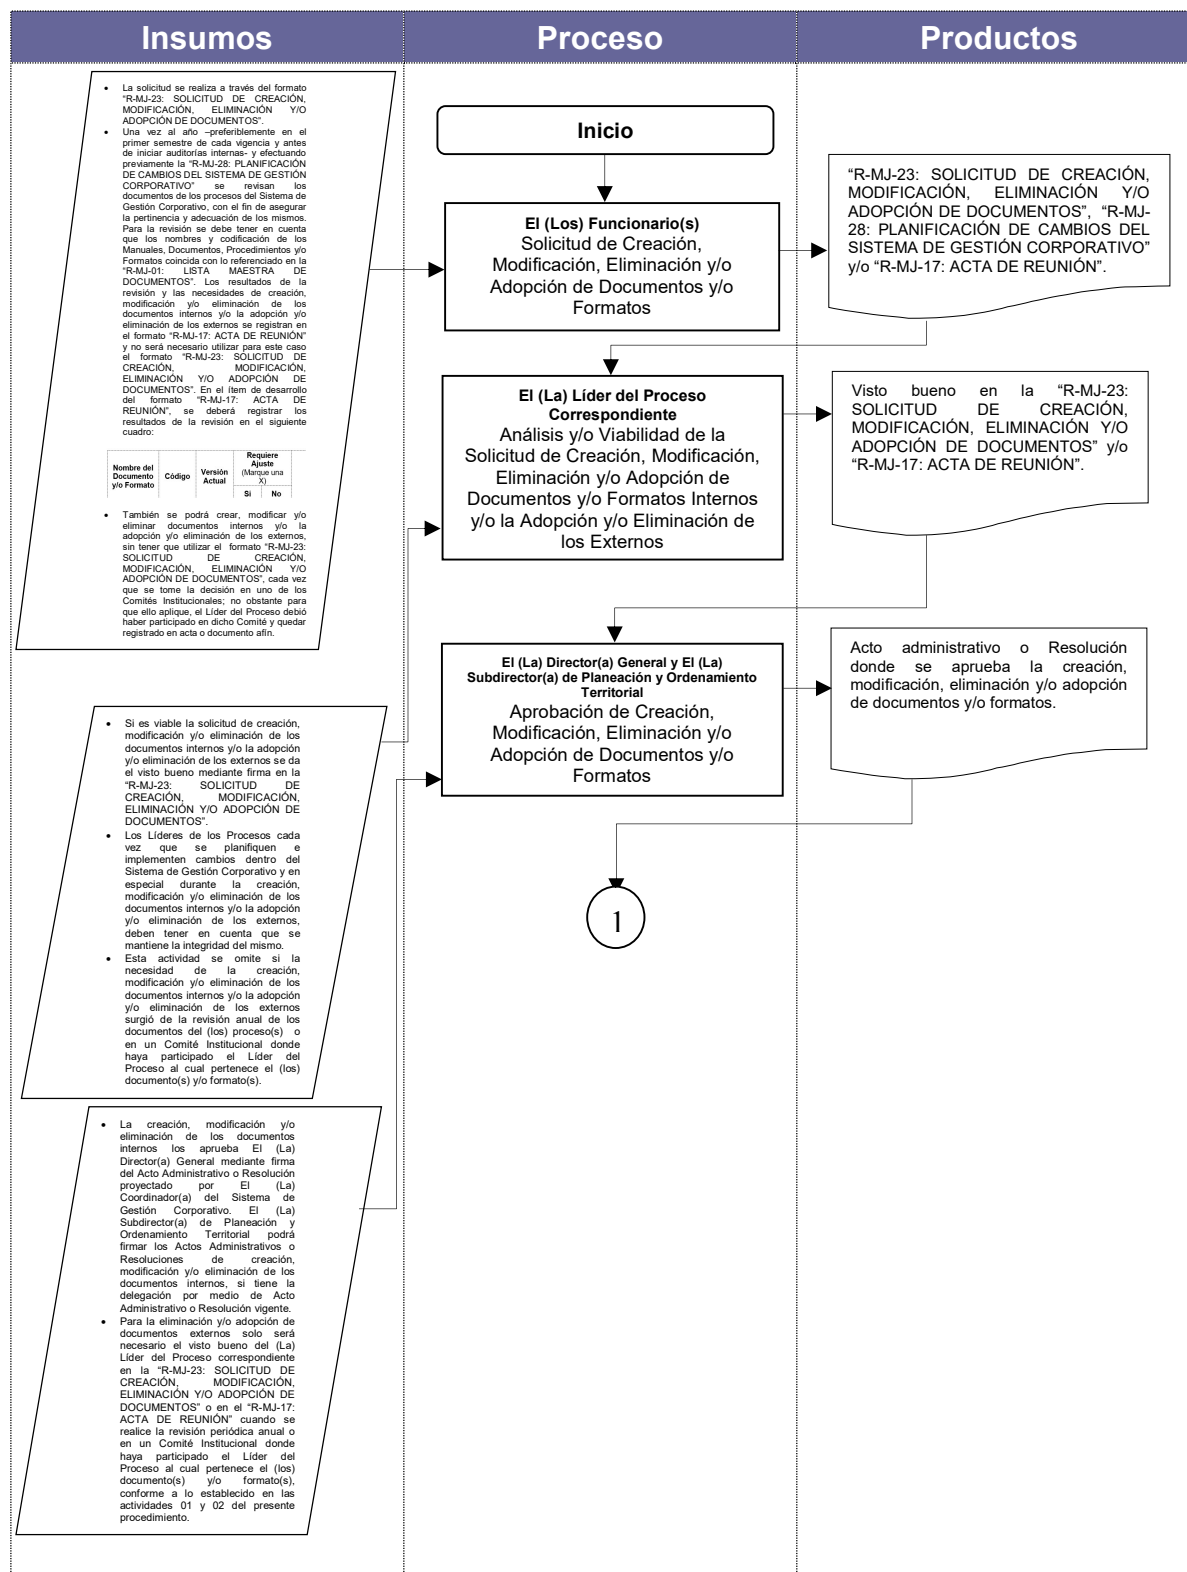 Insumos
Proceso
Productos
• La solicitud se realiza a través del formato
“R-MJ-23: SOLICITUD DE CREACIÓN,
MODIFICACIÓN, ELIMINACIÓN Y/O
ADOPCIÓN DE DOCUMENTOS”.
• Una vez al año –preferiblemente en el
primer semestre de cada vigencia y antes
de iniciar auditorías internas- y efectuando
previamente la “R-MJ-28: PLANIFICACIÓN
DE CAMBIOS DEL SISTEMA DE GESTIÓN
CORPORATIVO” se revisan los
documentos de los procesos del Sistema de
Gestión Corporativo, con el fin de asegurar
la pertinencia y adecuación de los mismos.
Para la revisión se debe tener en cuenta
que los nombres y codificación de los
Manuales, Documentos, Procedimientos y/o
Formatos coincida con lo referenciado en la
“R-MJ-01: LISTA MAESTRA DE
DOCUMENTOS”. Los resultados de la
revisión y las necesidades de creación,
modificación y/o eliminación de los
documentos internos y/o la adopción y/o
eliminación de los externos se registran en
el formato “R-MJ-17: ACTA DE REUNIÓN”
y no será necesario utilizar para este caso
el formato “R-MJ-23: SOLICITUD DE
CREACIÓN, MODIFICACIÓN,
ELIMINACIÓN Y/O ADOPCIÓN DE
DOCUMENTOS”. En el ítem de desarrollo
del formato “R-MJ-17: ACTA DE
REUNIÓN”, se deberá registrar los
resultados de la revisión en el siguiente
cuadro:
Nombre del
Documento
y/o Formato
Código
Versión
Actual
Requiere
Ajuste
(Marque una
X)
Si No
• También se podrá crear, modificar y/o
eliminar documentos internos y/o la
adopción y/o eliminación de los externos,
sin tener que utilizar el formato “R-MJ-23:
SOLICITUD DE CREACIÓN,
MODIFICACIÓN, ELIMINACIÓN Y/O
ADOPCIÓN DE DOCUMENTOS”, cada vez
que se tome la decisión en uno de los
Comités Institucionales; no obstante para
que ello aplique, el Líder del Proceso debió
haber participado en dicho Comité y quedar
registrado en acta o documento afín.
Inicio
El (Los) Funcionario(s)
Solicitud de Creación,
Modificación, Eliminación y/o
Adopción de Documentos y/o
Formatos
“R-MJ-23: SOLICITUD DE CREACIÓN,
MODIFICACIÓN, ELIMINACIÓN Y/O
ADOPCIÓN DE DOCUMENTOS”, “R-MJ-
28: PLANIFICACIÓN DE CAMBIOS DEL
SISTEMA DE GESTIÓN CORPORATIVO”
y/o “R-MJ-17: ACTA DE REUNIÓN”.
El (La) Líder del Proceso
Correspondiente
Análisis y/o Viabilidad de la
Solicitud de Creación, Modificación,
Eliminación y/o Adopción de
Documentos y/o Formatos Internos
y/o la Adopción y/o Eliminación de
los Externos
Visto bueno en la “R-MJ-23:
SOLICITUD DE CREACIÓN,
MODIFICACIÓN, ELIMINACIÓN Y/O
ADOPCIÓN DE DOCUMENTOS” y/o
“R-MJ-17: ACTA DE REUNIÓN”.
El (La) Director(a) General y El (La)
Subdirector(a) de Planeación y Ordenamiento
Territorial
Aprobación de Creación,
Modificación, Eliminación y/o
Adopción de Documentos y/o
Formatos
Acto administrativo o Resolución
donde se aprueba la creación,
modificación, eliminación y/o adopción
de documentos y/o formatos.
1
• Si es viable la solicitud de creación,
modificación y/o eliminación de los
documentos internos y/o la adopción
y/o eliminación de los externos se da
el visto bueno mediante firma en la
“R-MJ-23: SOLICITUD DE
CREACIÓN, MODIFICACIÓN,
ELIMINACIÓN Y/O ADOPCIÓN DE
DOCUMENTOS”.
• Los Líderes de los Procesos cada
vez que se planifiquen e
implementen cambios dentro del
Sistema de Gestión Corporativo y en
especial durante la creación,
modificación y/o eliminación de los
documentos internos y/o la adopción
y/o eliminación de los externos,
deben tener en cuenta que se
mantiene la integridad del mismo.
• Esta actividad se omite si la
necesidad de la creación,
modificación y/o eliminación de los
documentos internos y/o la adopción
y/o eliminación de los externos
surgió de la revisión anual de los
documentos del (los) proceso(s) o
en un Comité Institucional donde
haya participado el Líder del
Proceso al cual pertenece el (los)
documento(s) y/o formato(s).
• La creación, modificación y/o
eliminación de los documentos
internos los aprueba El (La)
Director(a) General mediante firma
del Acto Administrativo o Resolución
proyectado por El (La)
Coordinador(a) del Sistema de
Gestión Corporativo. El (La)
Subdirector(a) de Planeación y
Ordenamiento Territorial podrá
firmar los Actos Administrativos o
Resoluciones de creación,
modificación y/o eliminación de los
documentos internos, si tiene la
delegación por medio de Acto
Administrativo o Resolución vigente.
• Para la eliminación y/o adopción de
documentos externos solo será
necesario el visto bueno del (La)
Líder del Proceso correspondiente
en la “R-MJ-23: SOLICITUD DE
CREACIÓN, MODIFICACIÓN,
ELIMINACIÓN Y/O ADOPCIÓN DE
DOCUMENTOS” o en el “R-MJ-17:
ACTA DE REUNIÓN” cuando se
realice la revisión periódica anual o
en un Comité Institucional donde
haya participado el Líder del
Proceso al cual pertenece el (los)
documento(s) y/o formato(s),
conforme a lo establecido en las
actividades 01 y 02 del presente
procedimiento.